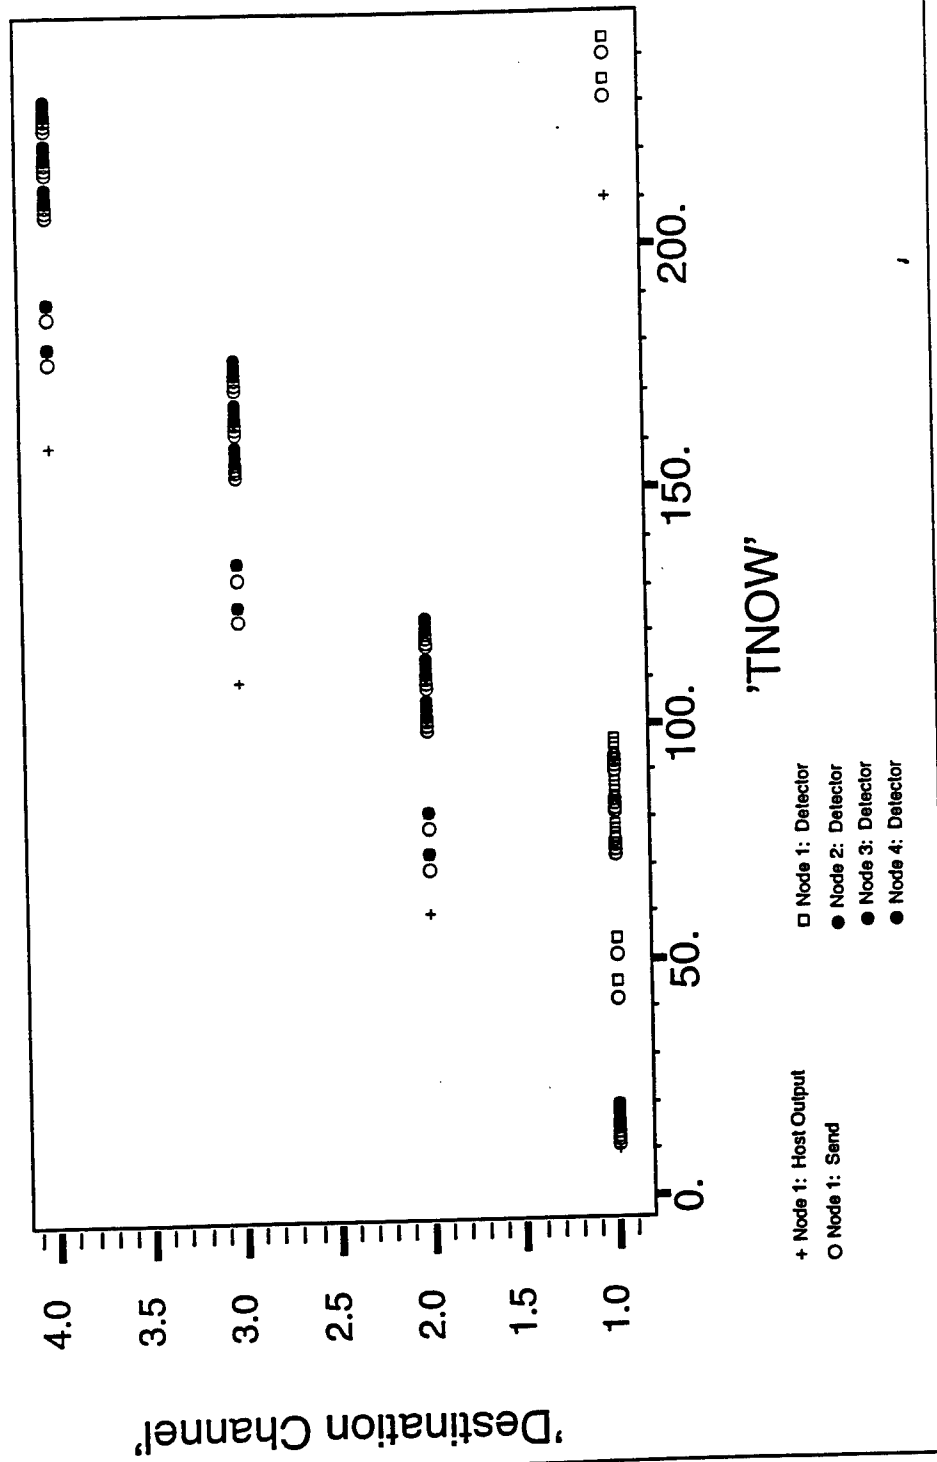 'Destination Channel'
4.0
3.5
3.0
2.5
2.0
1.5
1.0
0.
50.
100.
150.
200.
'TNOW'
+ Node 1: Host Output
O Node 1: Send
□ Node 1: Detector
● Node 2: Detector
● Node 3: Detector
● Node 4: Detector